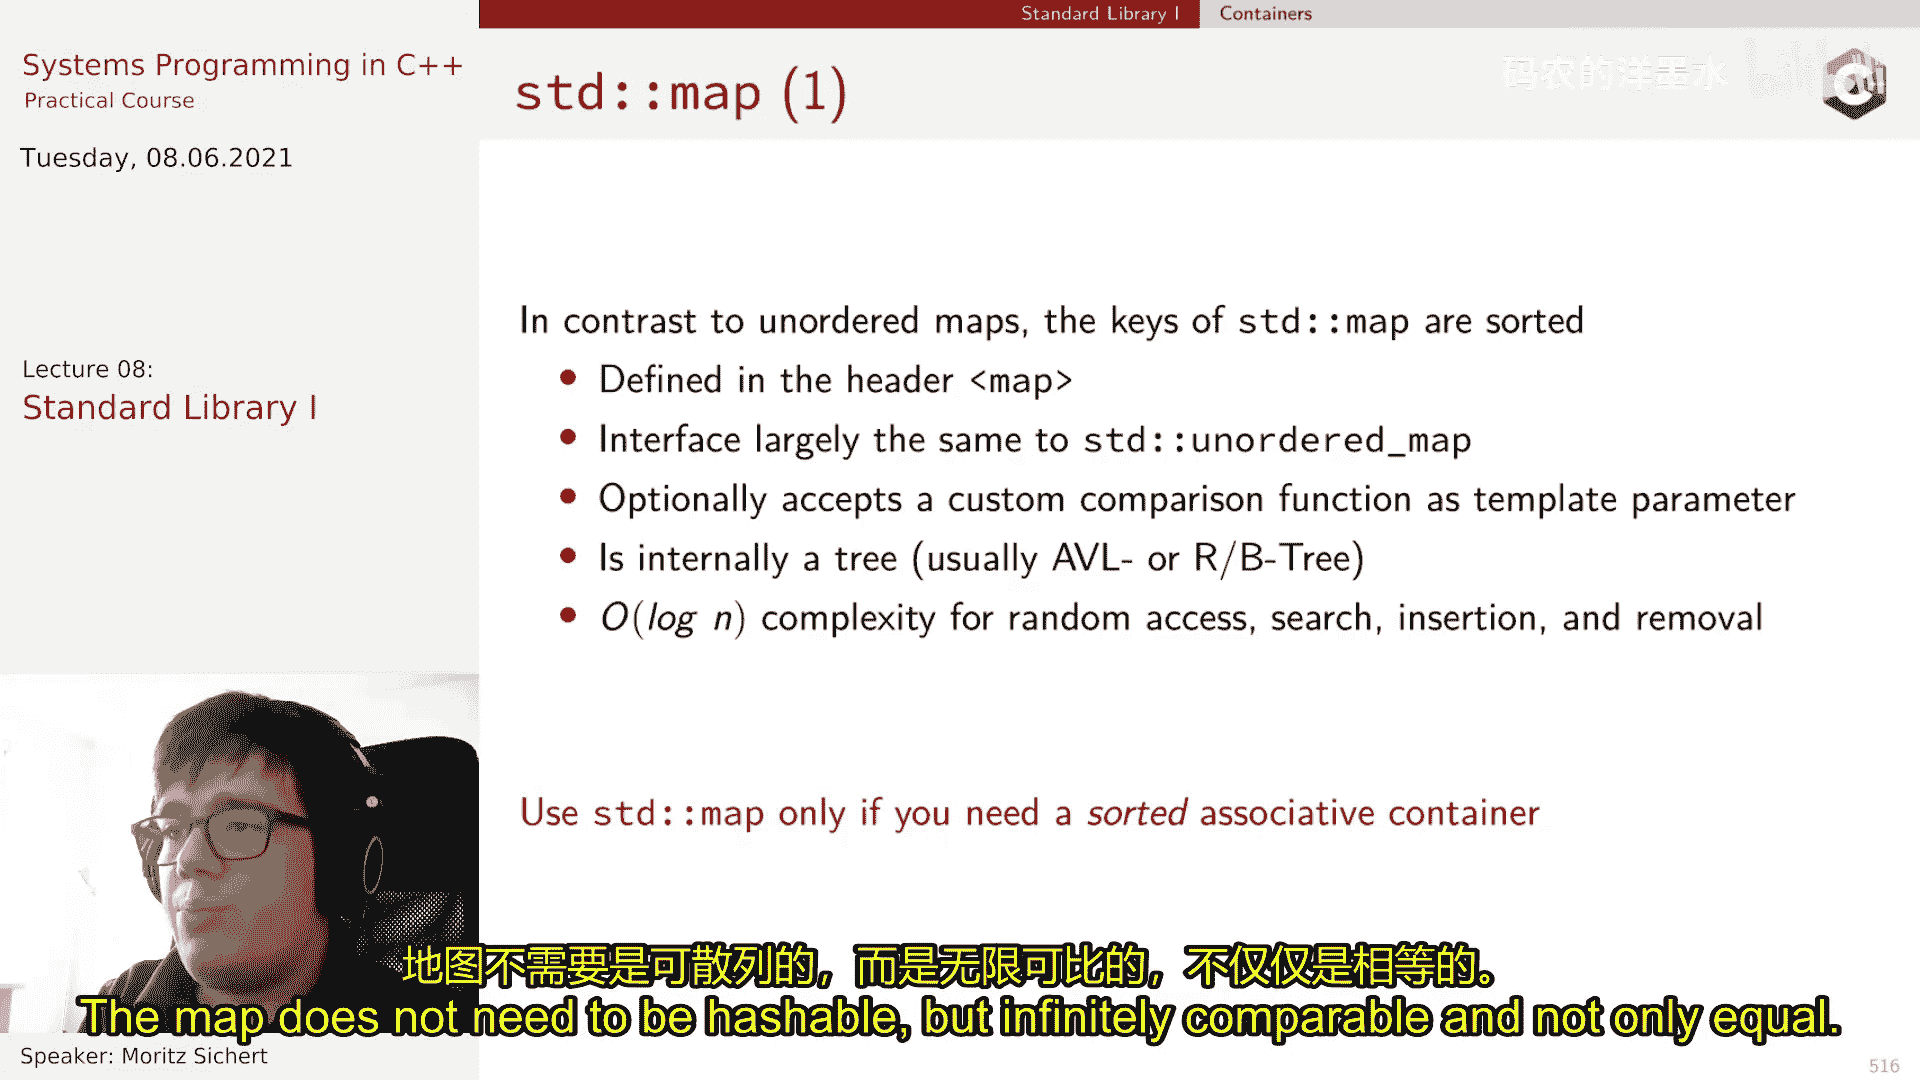 Standard Library I
Containers
Systems Programming in C++
Practical Course
Tuesday, 08.06.2021
Lecture 08:
Standard Library I
std::map (1)
码农的洋墨水
In contrast to unordered maps, the keys of std::map are sorted
• Defined in the header <map>
• Interface largely the same to std::unordered_map
• Optionally accepts a custom comparison function as template parameter
• Is internally a tree (usually AVL- or R/B-Tree)
• O(log n) complexity for random access, search, insertion, and removal
Use std::map only if you need a sorted associative container
地图不需要是可散列的，而是无限可比的，不仅仅是相等的。
The map does not need to be hashable, but infinitely comparable and not only equal.
Speaker: Moritz Sichert
516